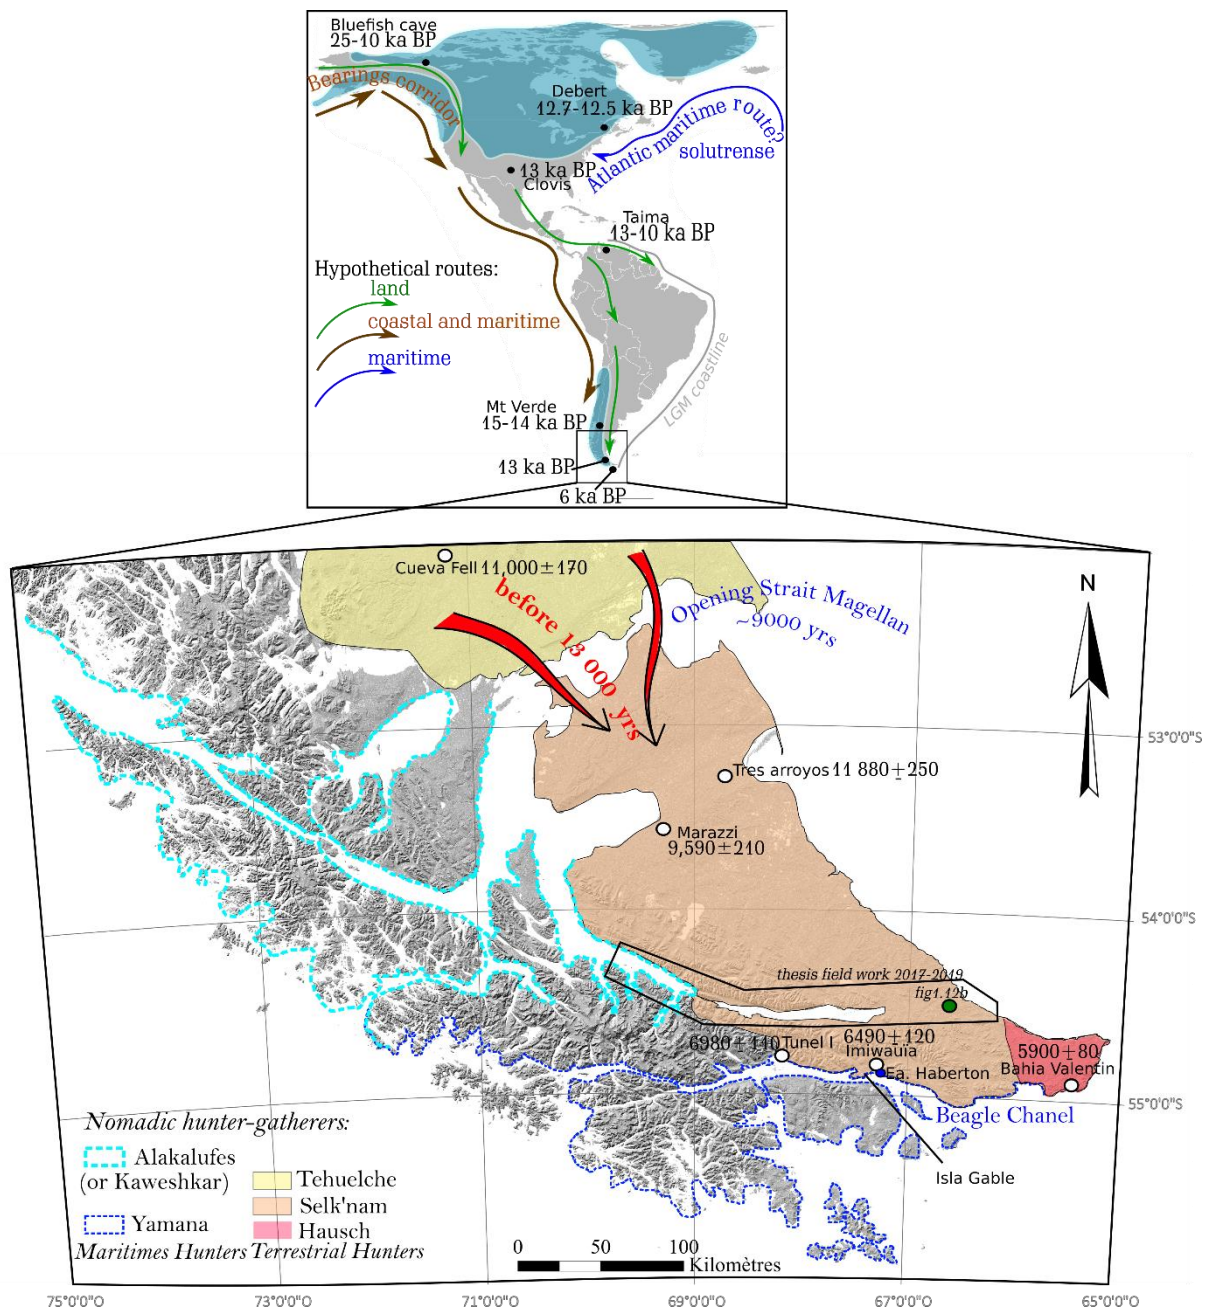 Bluefish cave
25-10 ka BP
Bearings corridor
Debert
12.7-12.5 ka BP
Atlantic maritime route?
solutrense
13 ka BP
Clovis
Taima
13-10 ka BP
Hypothetical routes:
land
coastal and maritime
maritime
LGM coastline
Mt Verde
15-14 ka BP
13 ka BP
6 ka BP
Cueva Fell 11,000±170
before 13 000 yrs
Opening Strait Magellan
~9000 yrs
N
53°0'0"S
Tres arroyos 11 880±250
Marazzi
9,590±210
54°0'0"S
thesis field work 2017-2019
fig1.12b
6980±140 Tunel I
6490±120
Imiwaüia
Ea. Haberton
5900±80
Bahia Valentin
55°0'0"S
Beagle Chanel
Isla Gable
Nomadic hunter-gatherers:
Alakalufes
(or Kaweshkar)
Yamana
Maritimes Hunters
Tehuelche
Selk'nam
Hausch
Terrestrial Hunters
0 50 100
Kilomètres
75°0'0"O 73°0'0"O 71°0'0"O 69°0'0"O 67°0'0"O 65°0'0"O